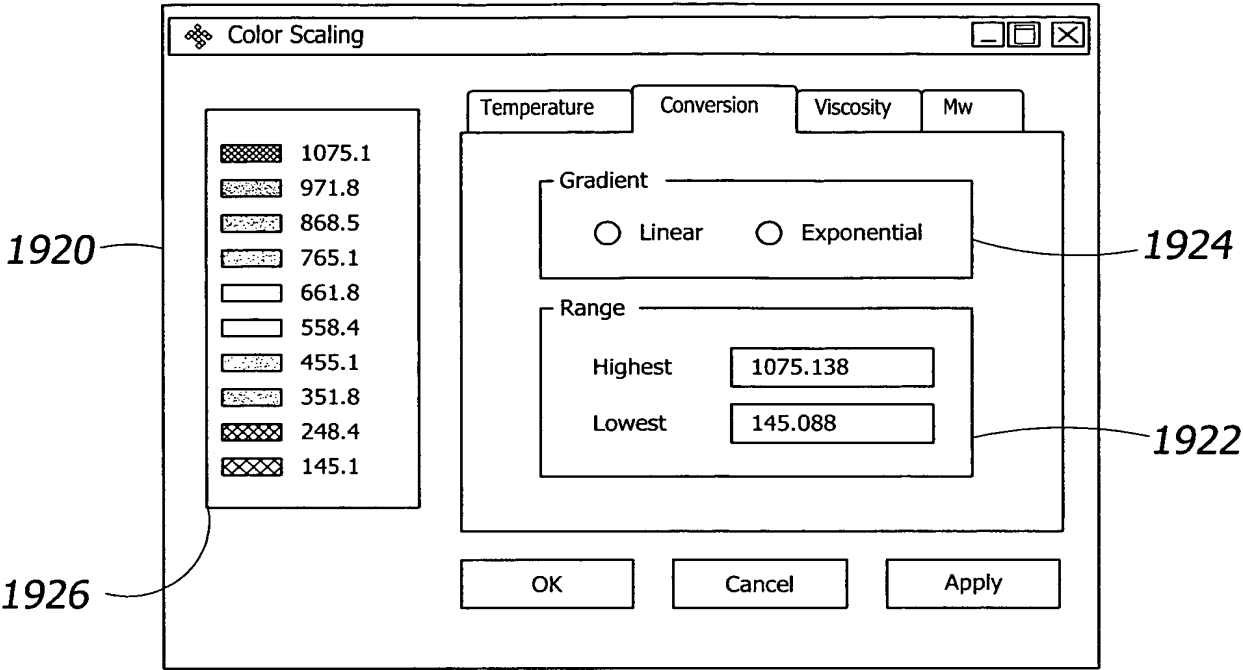 Color Scaling
Temperature
Conversion
Viscosity
Mw
1075.1
971.8
868.5
765.1
661.8
558.4
455.1
351.8
248.4
145.1
Gradient
Linear
Exponential
Range
Highest
1075.138
Lowest
145.088
OK
Cancel
Apply
1920
1924
1922
1926